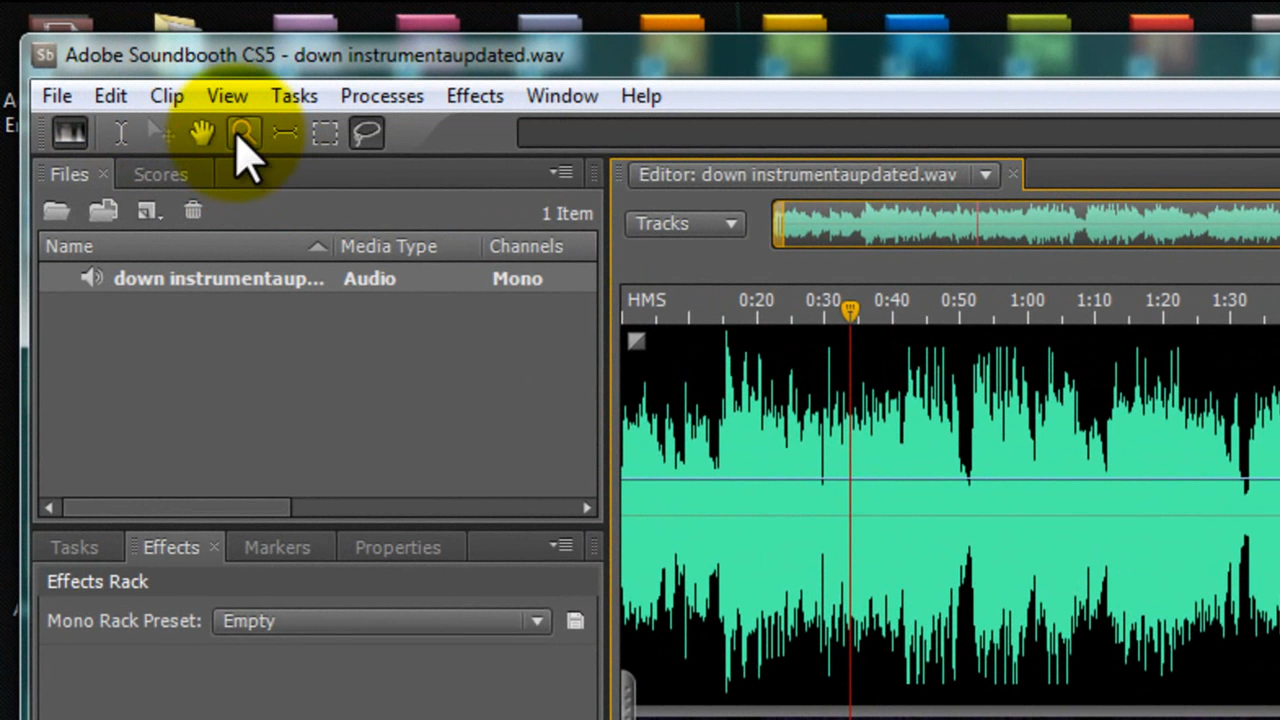 Sb Adobe Soundbooth CS5 - down instrumentaupdated.wav
File Edit Clip View Tasks Processes Effects Window Help
Files × Scores
Editor: down instrumentaupdated.wav ×
1 Item
Tracks
Name Media Type Channels
down instrumentaup... Audio Mono
HMS 0:20 0:30 0:40 0:50 1:00 1:10 1:20 1:30
Tasks Effects × Markers Properties
Effects Rack
Mono Rack Preset: Empty